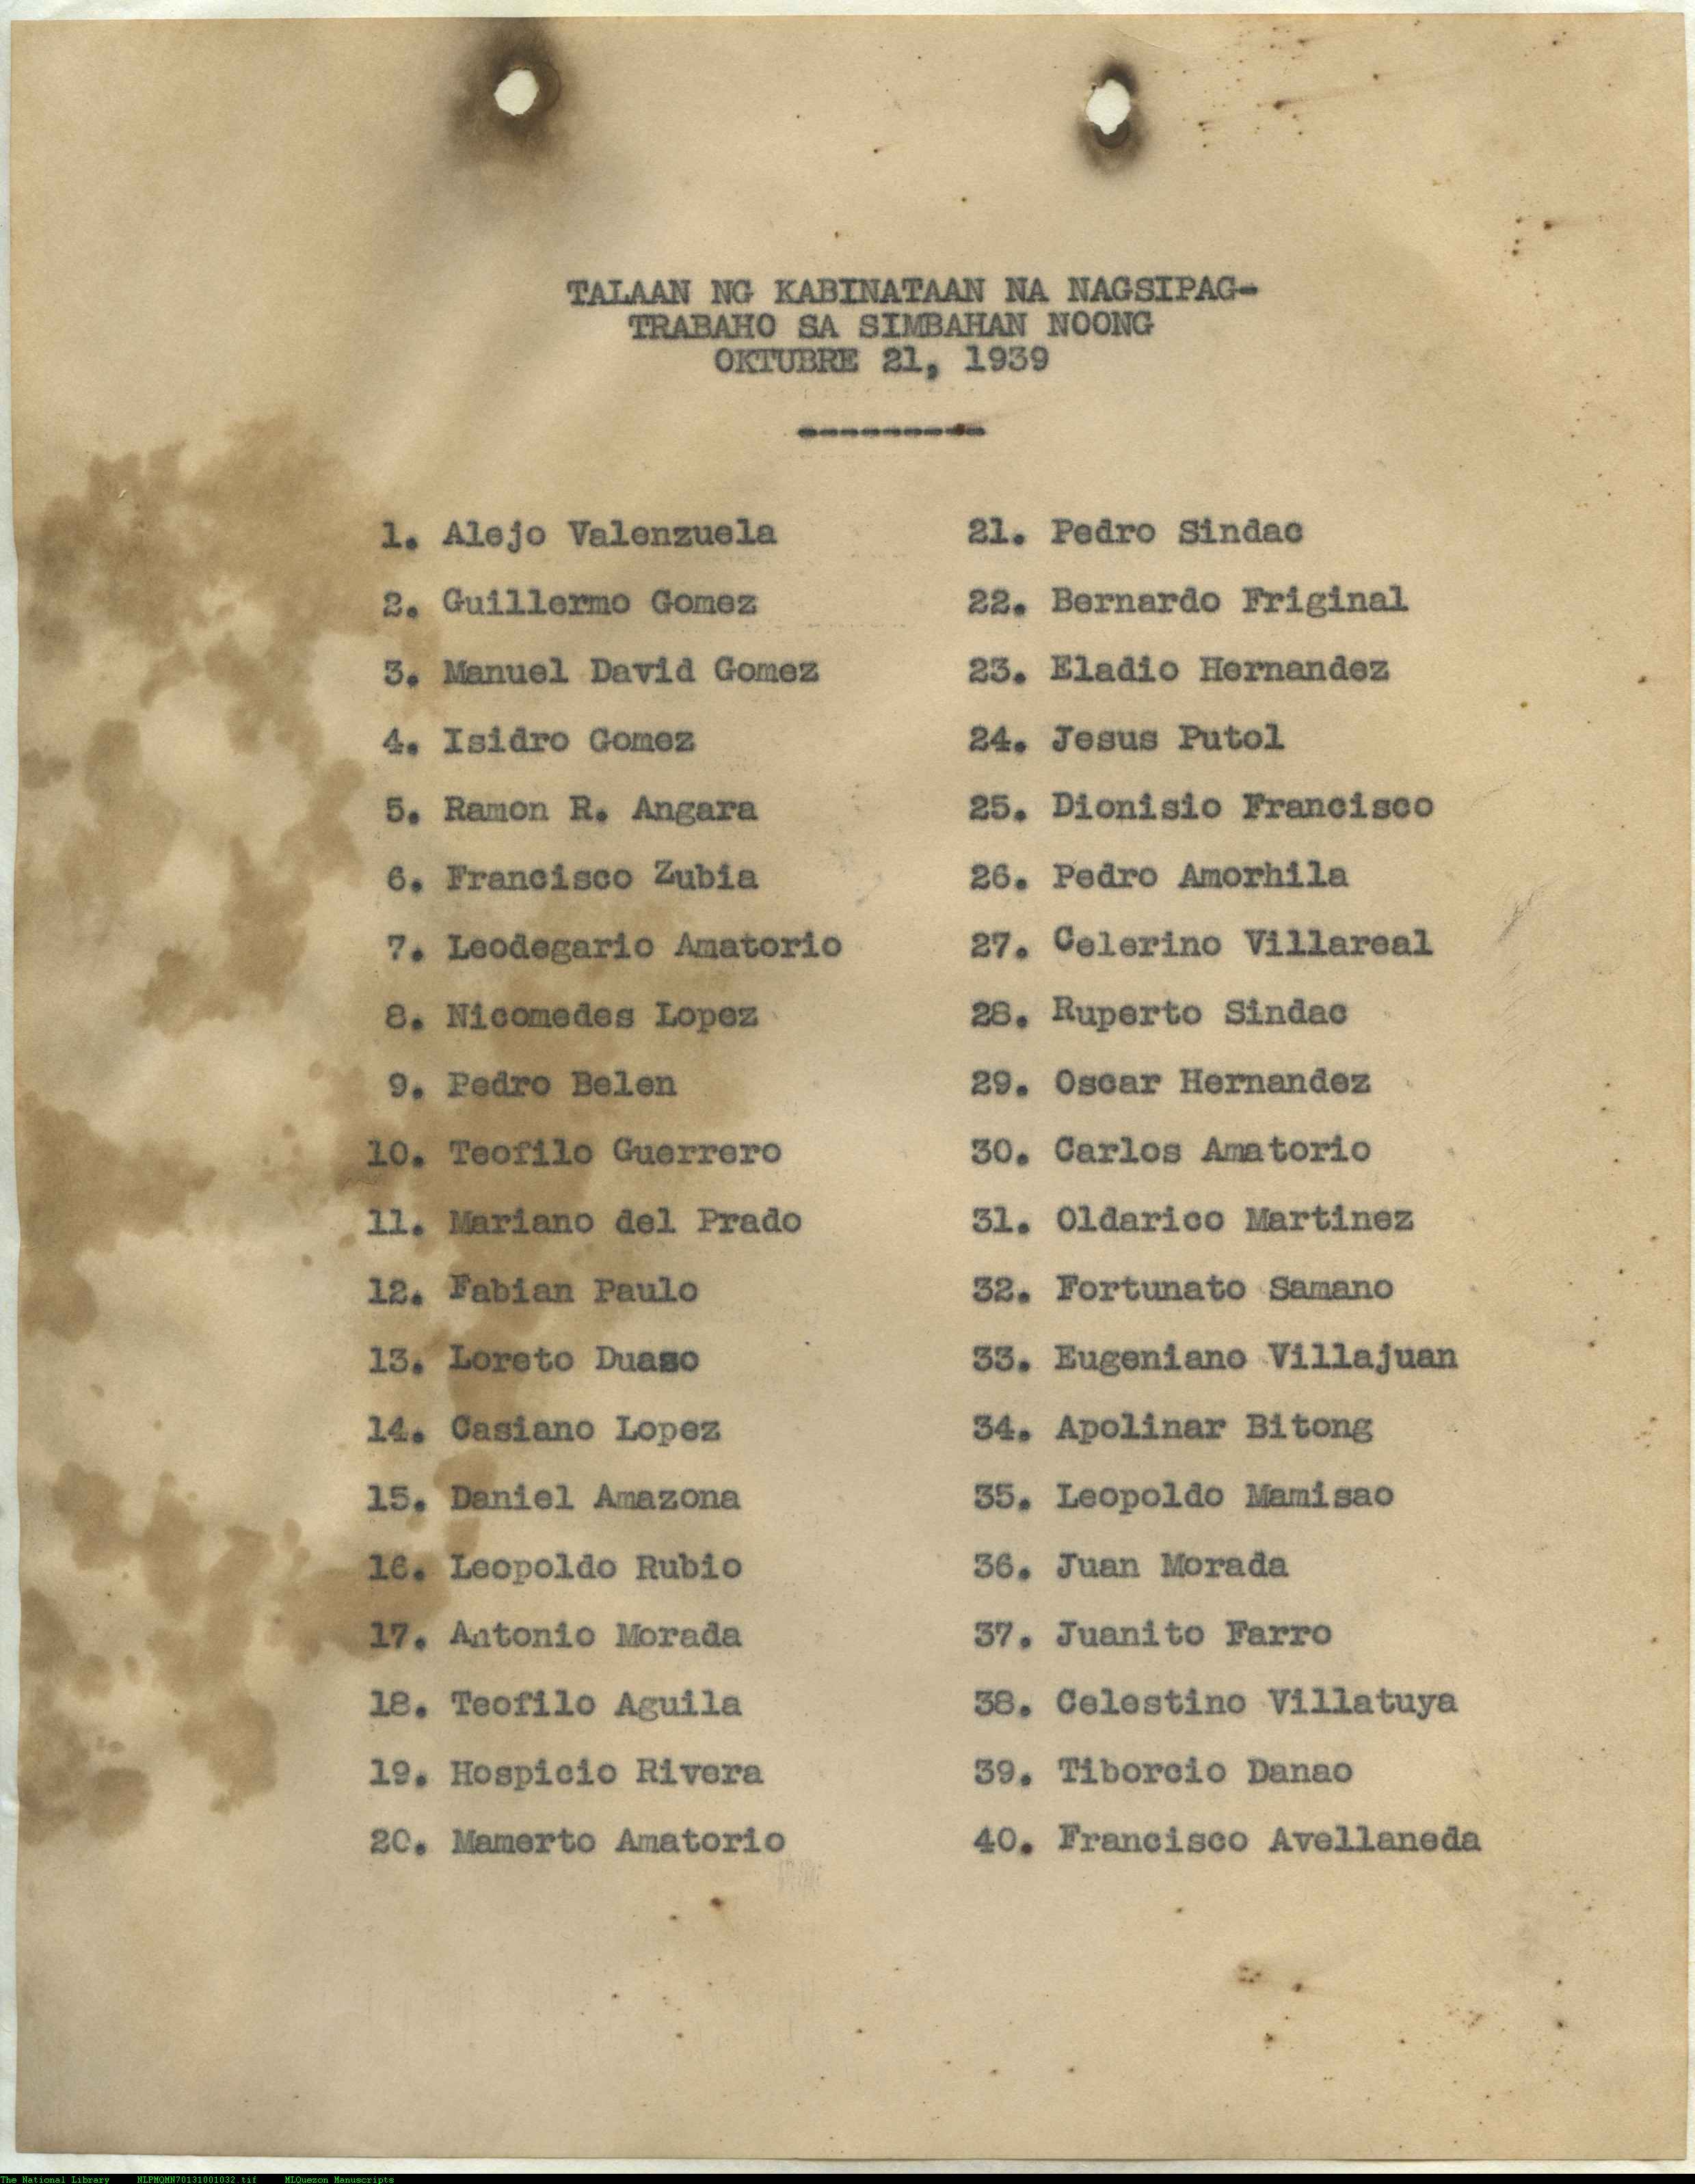 TALAAN NG KABINATAAN NA NAGSIPAG-
TRABAHO SA SIMBAHAN NOONG
OKTUBRE 21, 1939
---------
1. Alejo Valenzuela
2. Guillermo Gomez
3. Manuel David Gomez
4. Isidro Gomez
5. Ramon R. Angara
6. Francisco Zubia
7. Leodegario Amatorio
8. Nicomedes Lopez
9. Pedro Belen
10. Teofilo Guerrero
11. Mariano del Prado
12. Fabian Paulo
13. Loreto Duaso
14. Casiano Lopez
15. Daniel Amazona
16. Leopoldo Rubio
17. Antonio Morada
18. Teofilo Aguila
19. Hospicio Rivera
20. Mamerto Amatorio
21. Pedro Sindac
22. Bernardo Friginal
23. Eladio Hernandez
24. Jesus Putol
25. Dionisio Francisco
26. Pedro Amorhila
27. Celerino Villareal
28. Ruperto Sindac
29. Oscar Hernandez
30. Carlos Amatorio
31. Oldarico Martinez
32. Fortunato Samano
33. Eugeniano Villajuan
34. Apolinar Bitong
35. Leopoldo Mamisao
36. Juan Morada
37. Juanito Farro
38. Celestino Villatuya
39. Tiborcio Danao
40. Francisco Avellaneda
The National Library NLPMQMN70131001032.tif MLQuezon Manuscripts